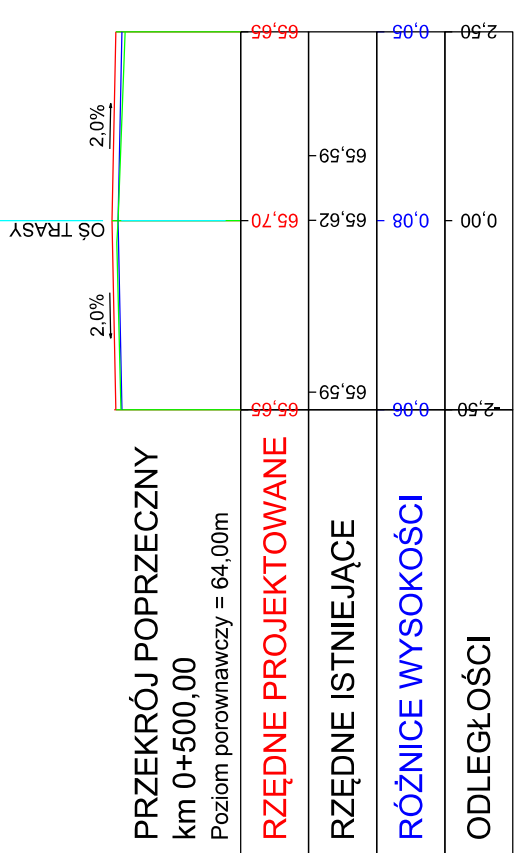 OŚ TRASY
2,0%
2,0%
PRZEKRÓJ POPRZECZNY
km 0+500,00
Poziom porownawczy = 64,00m
RZĘDNE PROJEKTOWANE 65,65 65,70 65,65
RZĘDNE ISTNIEJĄCE 65,59 65,62 65,59
RÓŻNICE WYSOKOŚCI 0,06 0,08 0,05
ODLEGŁOŚCI -2,50 0,00 2,50